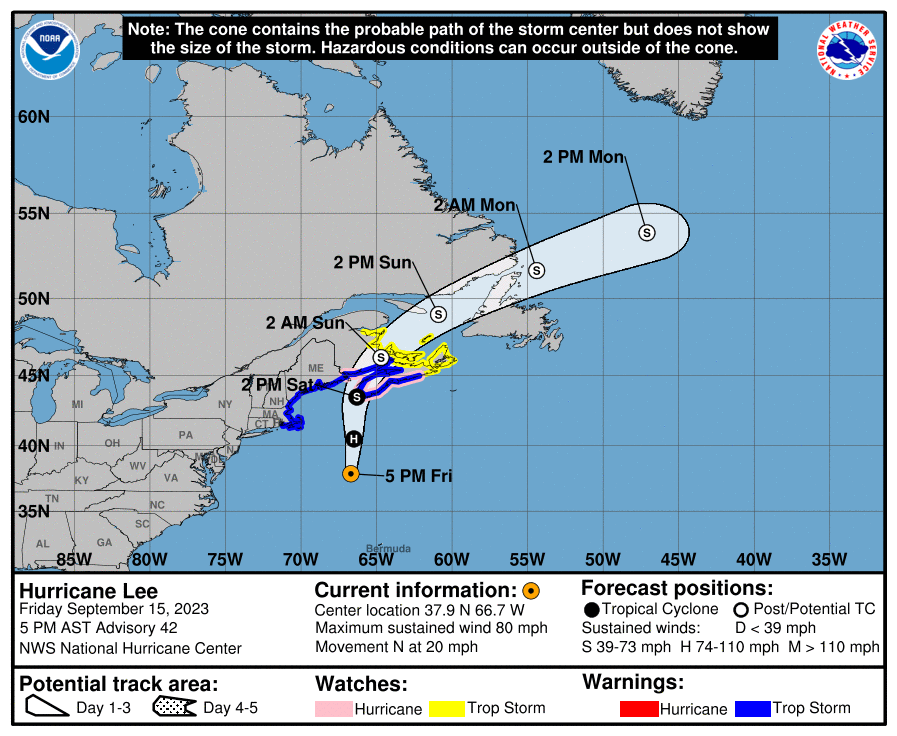 Note: The cone contains the probable path of the storm center but does not show
the size of the storm. Hazardous conditions can occur outside of the cone.
NOAA
NATIONAL WEATHER SERVICE
60N
2 PM Mon
55N
2 AM Mon
2 PM Sun
50N
2 AM Sun
S
S
S
S
45N
ME
2 PM Sat
S
MI
NY
NH
MA
CT
40N
H
IN
OH
PA
5 PM Fri
WV
KY
VA
TN
NC
35N
SC
AL
GA
Bermuda
85W 80W 75W 70W 65W 60W 55W 50W 45W 40W 35W
Hurricane Lee
Friday September 15, 2023
5 PM AST Advisory 42
NWS National Hurricane Center
Current information:
Center location 37.9 N 66.7 W
Maximum sustained wind 80 mph
Movement N at 20 mph
Forecast positions:
Tropical Cyclone Post/Potential TC
Sustained winds: D < 39 mph
S 39-73 mph H 74-110 mph M > 110 mph
Potential track area:
Day 1-3 Day 4-5
Watches:
Hurricane Trop Storm
Warnings:
Hurricane Trop Storm